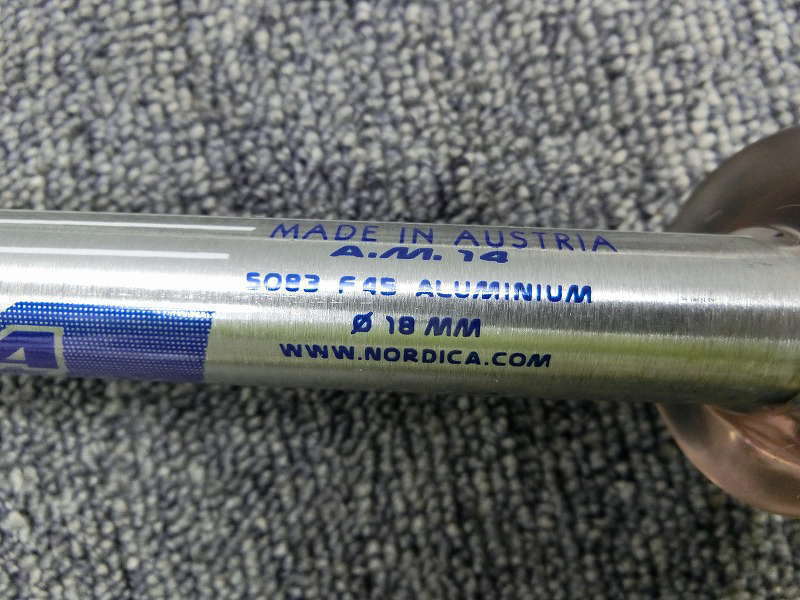 MADE IN AUSTRIA
A.M. 14
5083 F45 ALUMINIUM
Ø 18 MM
WWW.NORDICA.COM
A